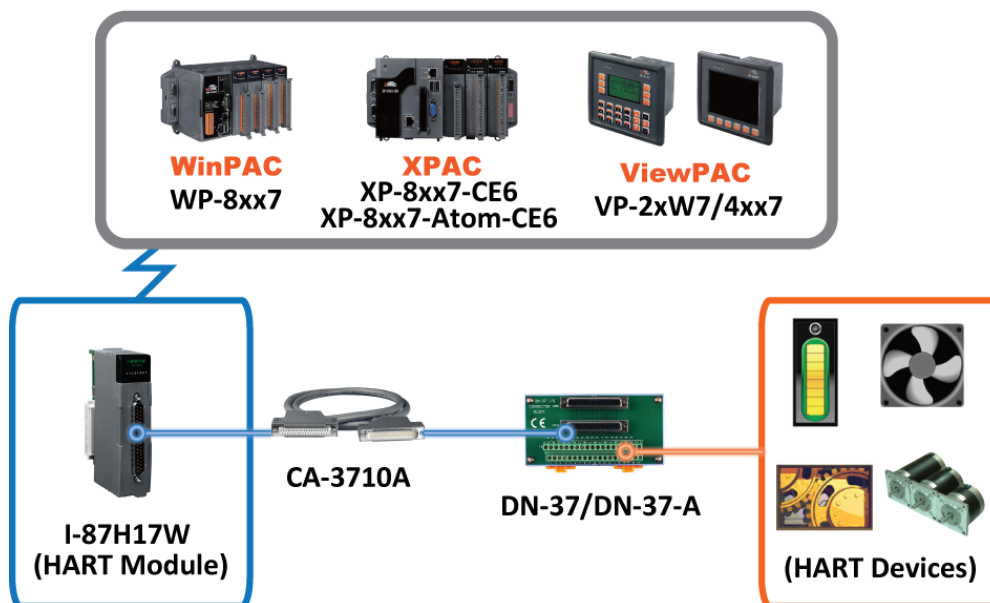 WinPAC
WP-8xx7
XPAC
XP-8xx7-CE6
XP-8xx7-Atom-CE6
ViewPAC
VP-2xW7/4xx7
I-87H17W
(HART Module)
CA-3710A
DN-37/DN-37-A
(HART Devices)